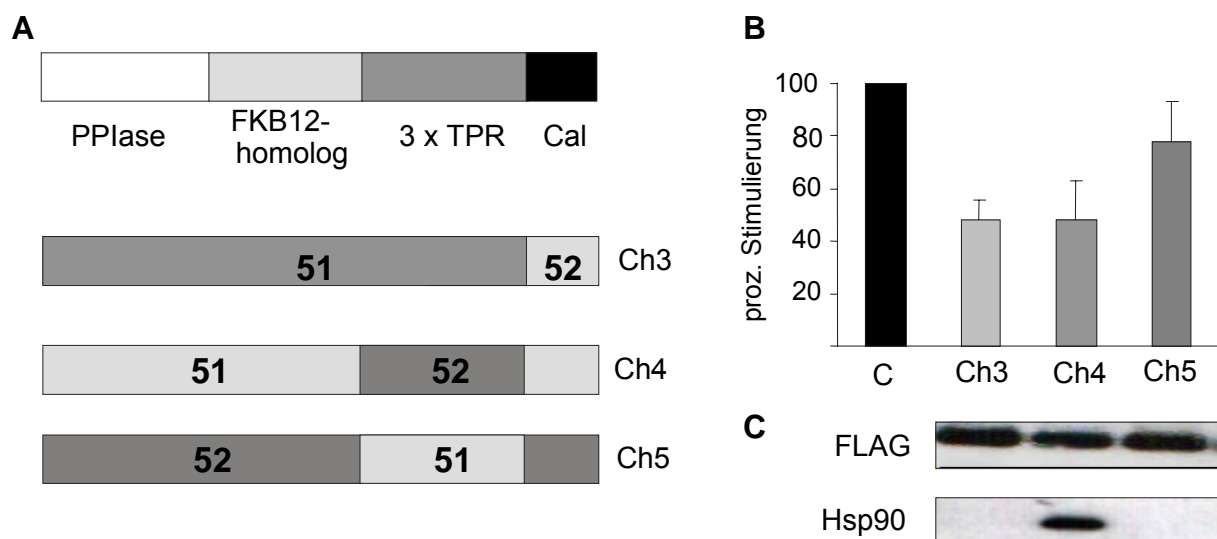 A
PPIase
FKB12-
homolog
3 x TPR
Cal
51
52
Ch3
51
52
Ch4
52
51
Ch5
B
proz. Stimulierung
100
80
60
40
20
C
Ch3
Ch4
Ch5
C
FLAG
Hsp90